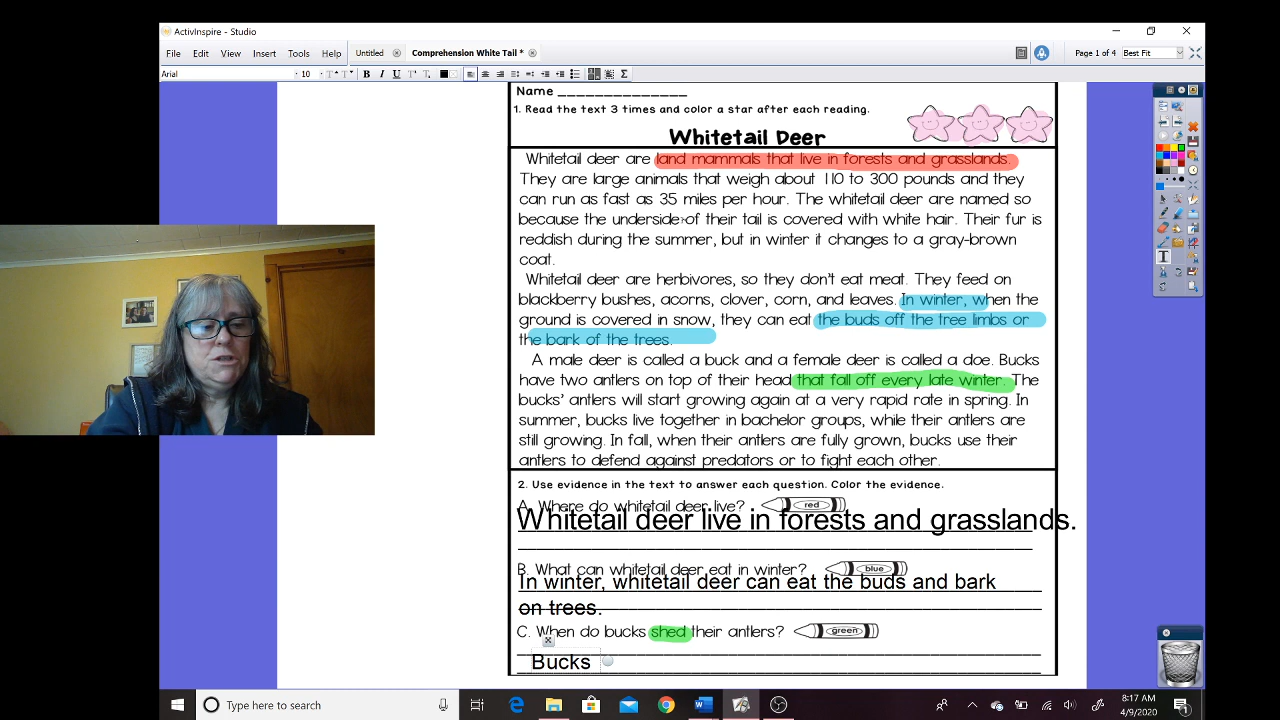 ActivInspire - Studio
File Edit View Insert Tools Help Untitled Comprehension White Tail * Page 1 of 4 Best Fit
Arial 10 B I U
Name ______________
1. Read the text 3 times and color a star after each reading.
Whitetail Deer
Whitetail deer are land mammals that live in forests and grasslands.
They are large animals that weigh about 110 to 300 pounds and they
can run as fast as 35 miles per hour. The whitetail deer are named so
because the underside of their tail is covered with white hair. Their fur is
reddish during the summer, but in winter it changes to a gray-brown
coat.
Whitetail deer are herbivores, so they don't eat meat. They feed on
blackberry bushes, acorns, clover, corn, and leaves. In winter, when the
ground is covered in snow, they can eat the buds off the tree limbs or
the bark of the trees.
A male deer is called a buck and a female deer is called a doe. Bucks
have two antlers on top of their head that fall off every late winter. The
bucks' antlers will start growing again at a very rapid rate in spring. In
summer, bucks live together in bachelor groups, while their antlers are
still growing. In fall, when their antlers are fully grown, bucks use their
antlers to defend against predators or to fight each other.
2. Use evidence in the text to answer each question. Color the evidence.
A. Where do whitetail deer live? red
Whitetail deer live in forests and grasslands.
B. What can whitetail deer eat in winter? blue
In winter, whitetail deer can eat the buds and bark
on trees.
C. When do bucks shed their antlers? green
Bucks
Type here to search
8:17 AM
4/9/2020